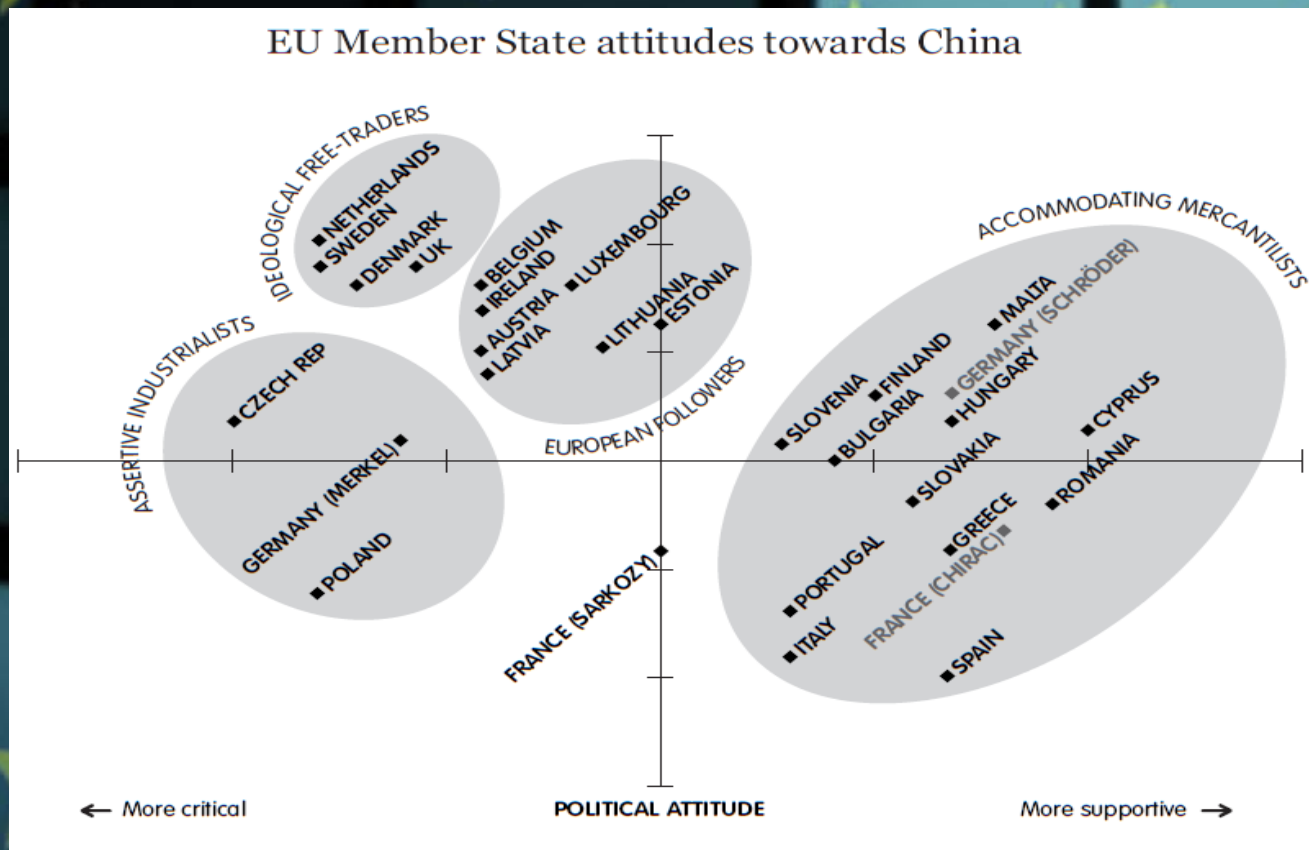 EU Member State attitudes towards China
IDEOLOGICAL FREE-TRADERS
NETHERLANDS
SWEDEN
DENMARK
UK
BELGIUM
IRELAND
AUSTRIA
LATVIA
LUXEMBOURG
LITHUANIA
ESTONIA
EUROPEAN FOLLOWERS
ASSERTIVE INDUSTRIALISTS
CZECH REP
GERMANY (MERKEL)
POLAND
FRANCE (SARKOZY)
ACCOMMODATING MERCANTILISTS
MALTA
GERMANY (SCHRÖDER)
FINLAND
SLOVENIA
BULGARIA
HUNGARY
CYPRUS
SLOVAKIA
ROMANIA
GREECE
FRANCE (CHIRAC)
PORTUGAL
ITALY
SPAIN
← More critical
POLITICAL ATTITUDE
More supportive →